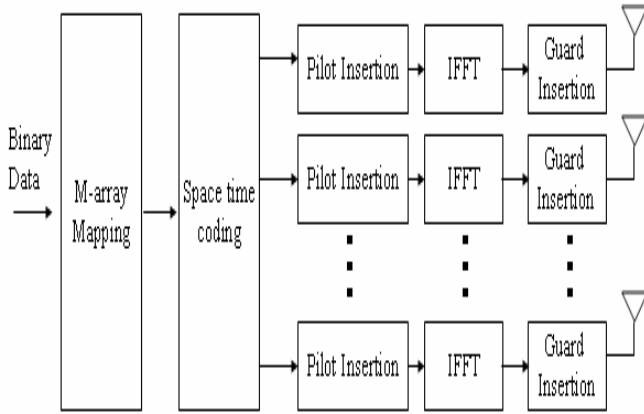 Binary
Data
M-array
Mapping
Space time
coding
Pilot Insertion
IFFT
Guard
Insertion
Pilot Insertion
IFFT
Guard
Insertion
Pilot Insertion
IFFT
Guard
Insertion